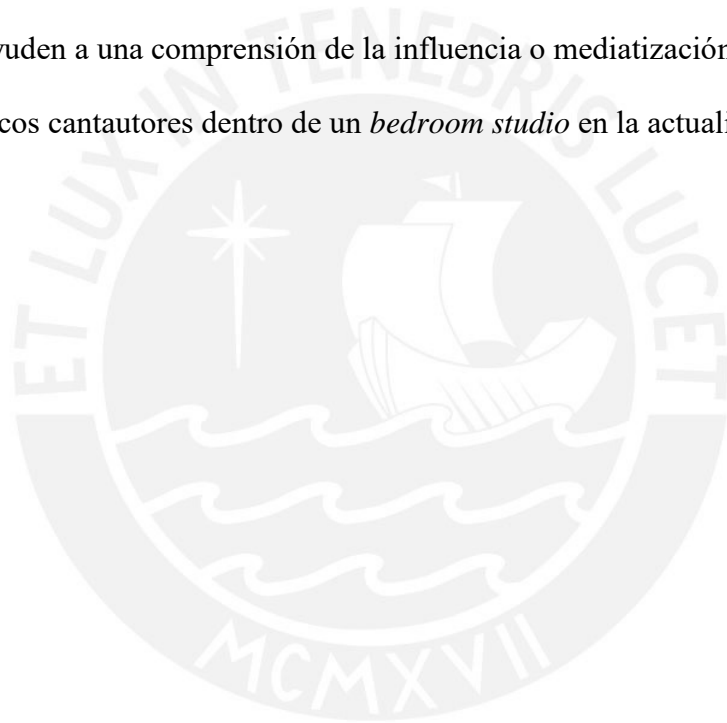 yuden a una comprensión de la influencia o mediatización
cos cantautores dentro de un bedroom studio en la actuali
ET LUX IN TENEBRIS LUCET
MCMXVII